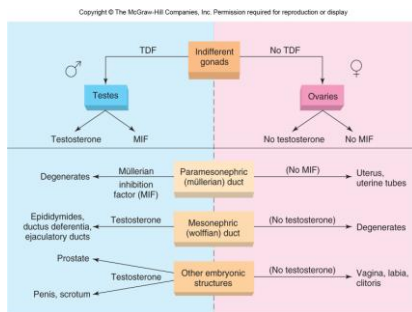 Copyright © The McGraw-Hill Companies, Inc. Permission required for reproduction or display
TDF
Indifferent
gonads
No TDF
♂
♀
Testes
Ovaries
Testosterone
MIF
No testosterone
No MIF
Degenerates
Müllerian
inhibition
factor (MIF)
Paramesonephric
(müllerian) duct
(No MIF)
Uterus,
uterine tubes
Epididymides,
ductus deferentia,
ejaculatory ducts
Testosterone
Mesonephric
(wolffian) duct
(No testosterone)
Degenerates
Prostate
Penis, scrotum
Testosterone
Other embryonic
structures
(No testosterone)
Vagina, labia,
clitoris